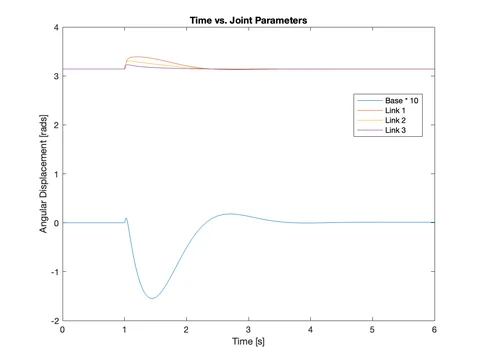 Time vs. Joint Parameters
4
3
2
1
0
-1
-2
Angular Displacement [rads]
Base * 10
Link 1
Link 2
Link 3
0 1 2 3 4 5 6
Time [s]